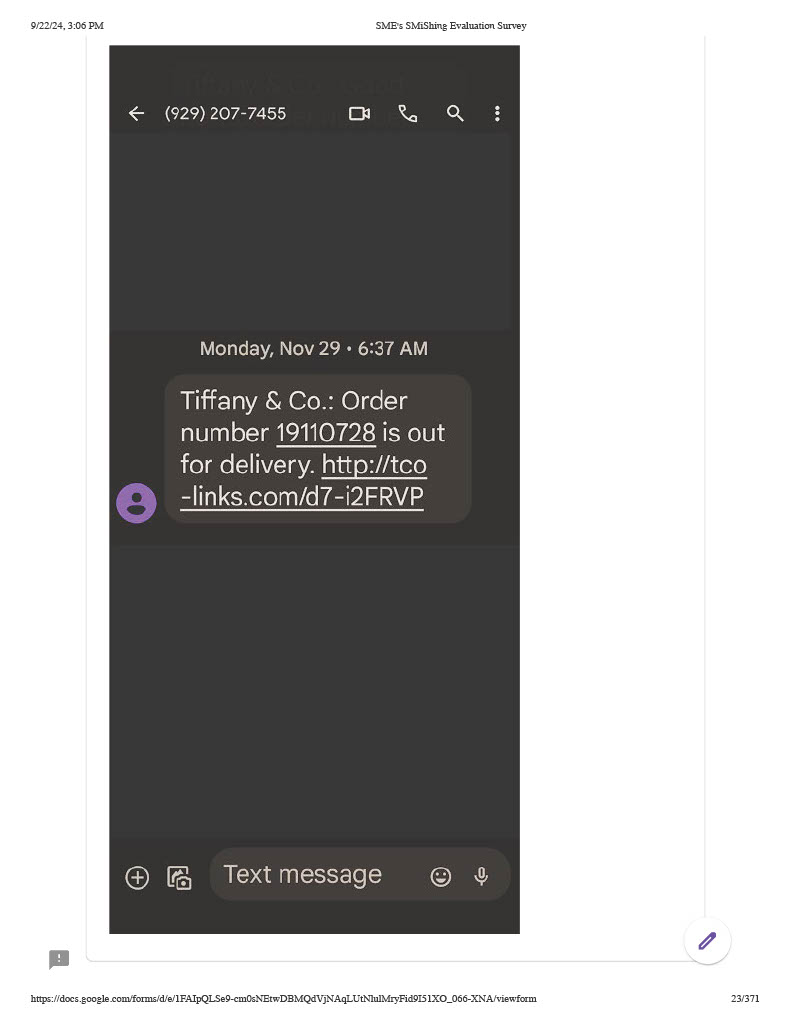 9/22/24, 3:06 PM SME's SMiShing Evaluation Survey
(929) 207-7455
Monday, Nov 29 • 6:37 AM
Tiffany & Co.: Order
number 19110728 is out
for delivery. http://tco
-links.com/d7-i2FRVP
Text message
https://docs.google.com/forms/d/e/1FAIpQLSe9-cm0sNEtwDBMQdVjNAqLUtNlulMryFid9I51XO_066-XNA/viewform 23/371